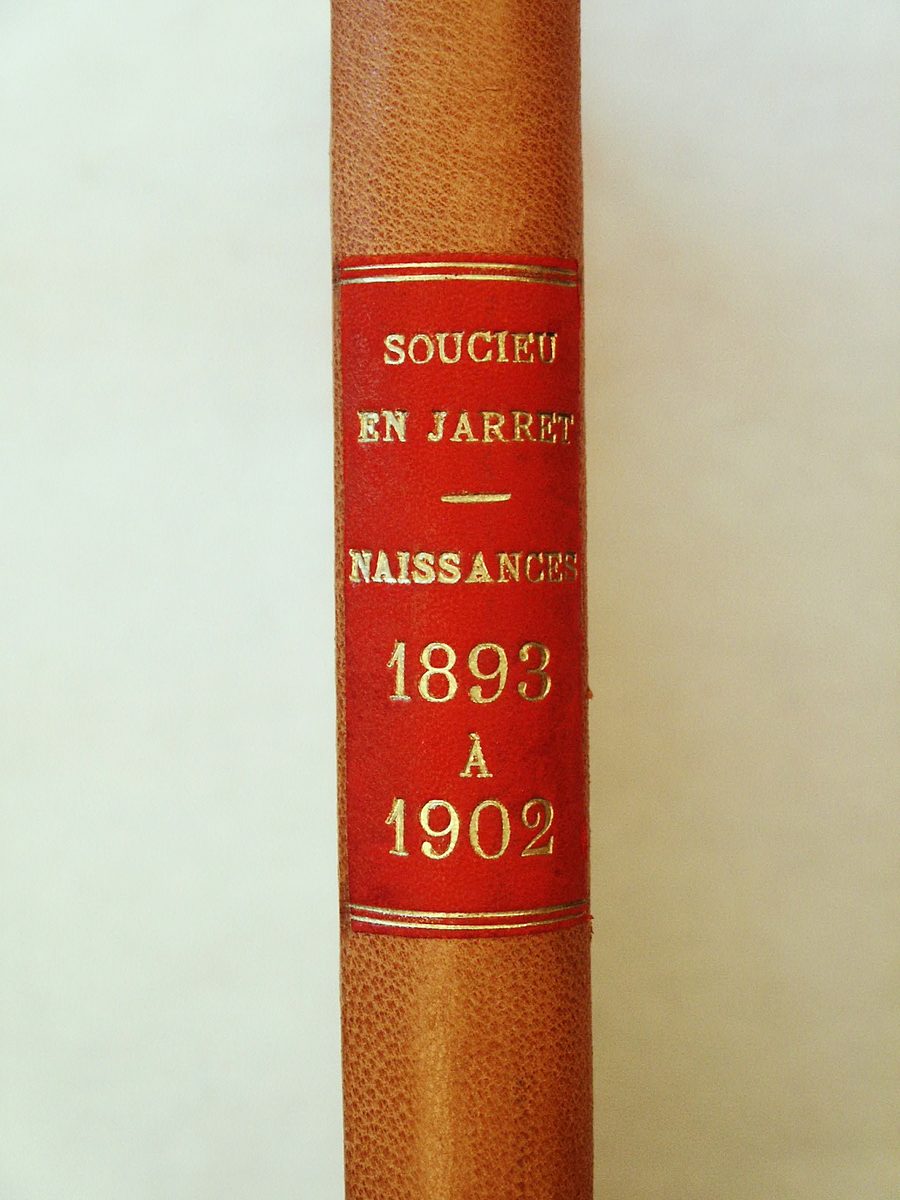 SOUCIEU
EN JARRET
NAISSANCES
1893
À
1902